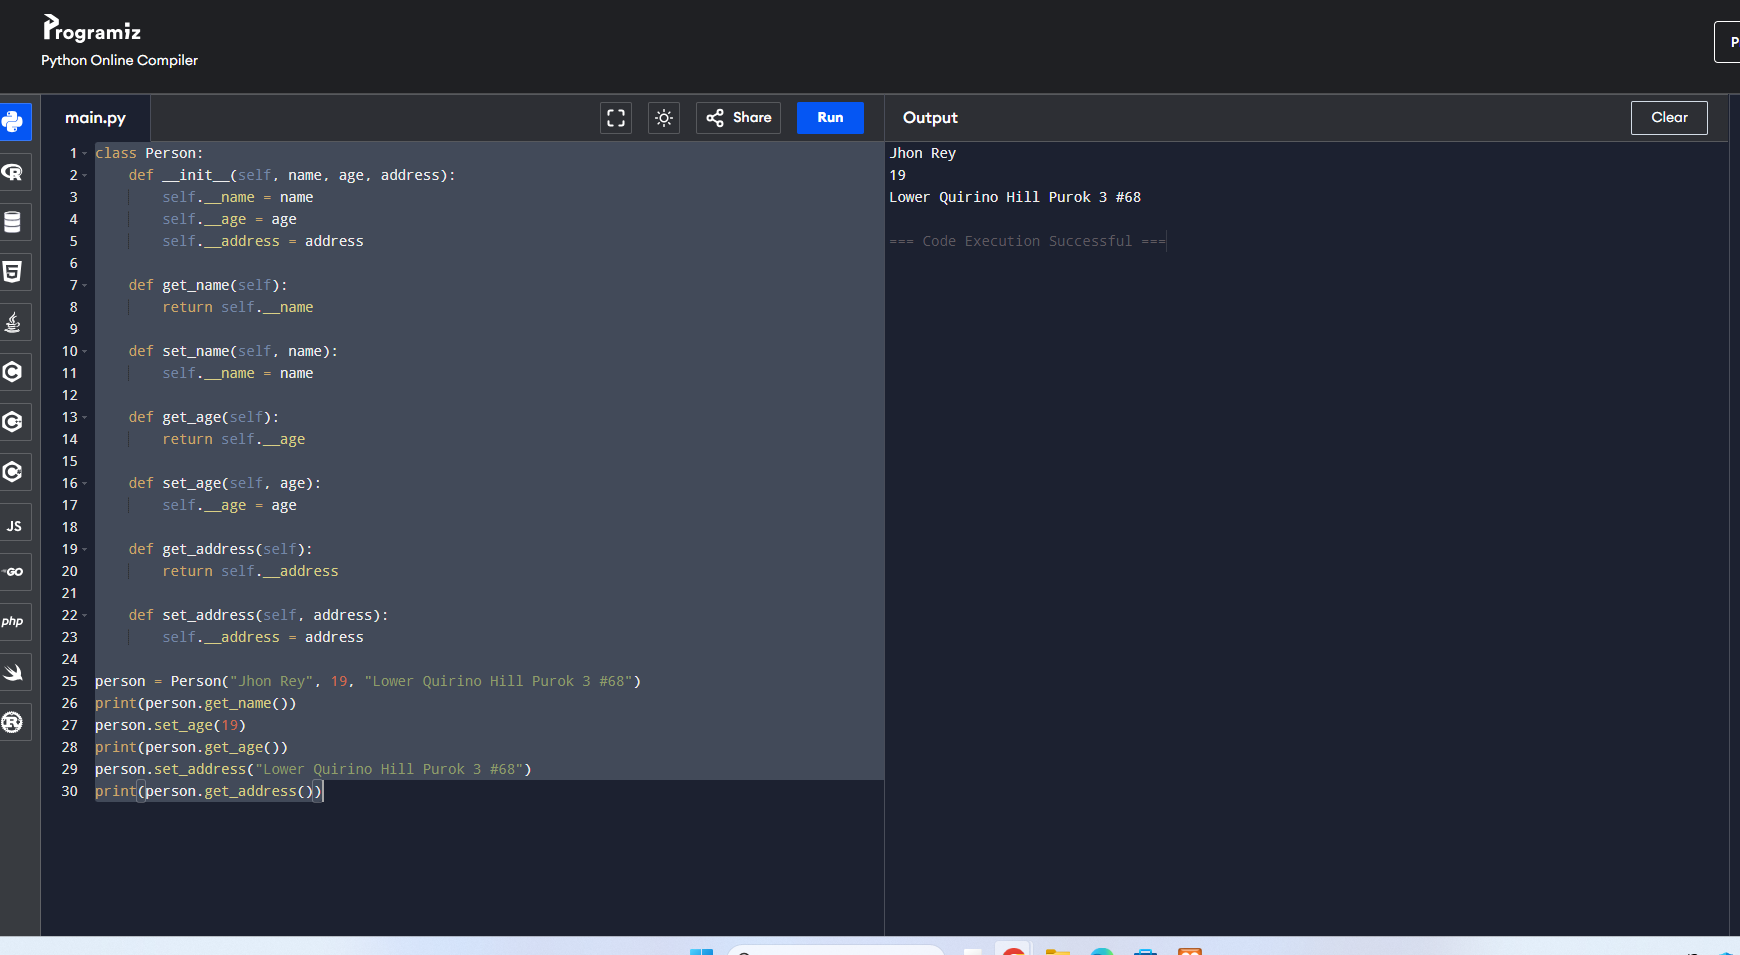 Programiz
Python Online Compiler
P
main.py
Share
Run
Output
Clear
1 class Person:
2     def __init__(self, name, age, address):
3         self.__name = name
4         self.__age = age
5         self.__address = address
6
7     def get_name(self):
8         return self.__name
9
10     def set_name(self, name):
11         self.__name = name
12
13     def get_age(self):
14         return self.__age
15
16     def set_age(self, age):
17         self.__age = age
18
19     def get_address(self):
20         return self.__address
21
22     def set_address(self, address):
23         self.__address = address
24
25 person = Person("Jhon Rey", 19, "Lower Quirino Hill Purok 3 #68")
26 print(person.get_name())
27 person.set_age(19)
28 print(person.get_age())
29 person.set_address("Lower Quirino Hill Purok 3 #68")
30 print(person.get_address())
Jhon Rey
19
Lower Quirino Hill Purok 3 #68
=== Code Execution Successful ===
R
5
C
C
C
JS
GO
php
R